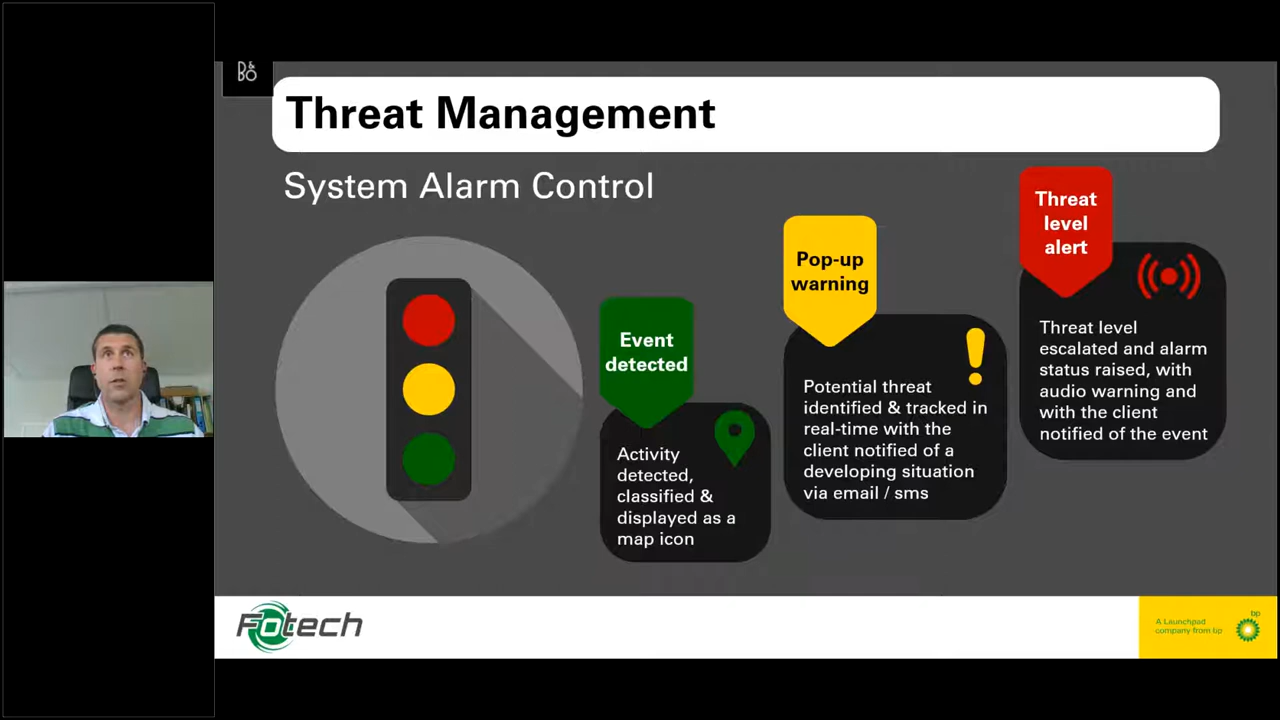 Threat Management
System Alarm Control
Event
detected
Activity
detected,
classified &
displayed as a
map icon
Pop-up
warning
Potential threat
identified & tracked in
real-time with the
client notified of a
developing situation
via email / sms
Threat
level
alert
Threat level
escalated and alarm
status raised, with
audio warning and
with the client
notified of the event
Fotech
A Launchpad
company from bp
bp